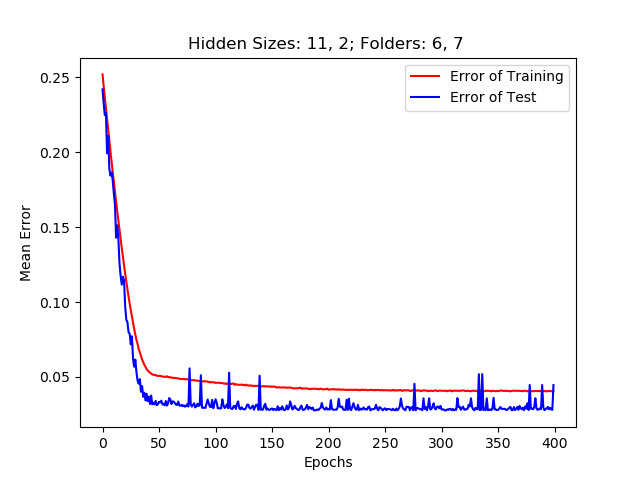 Hidden Sizes: 11, 2; Folders: 6, 7
Error of Training
Error of Test
Mean Error
0.25
0.20
0.15
0.10
0.05
0 50 100 150 200 250 300 350 400
Epochs